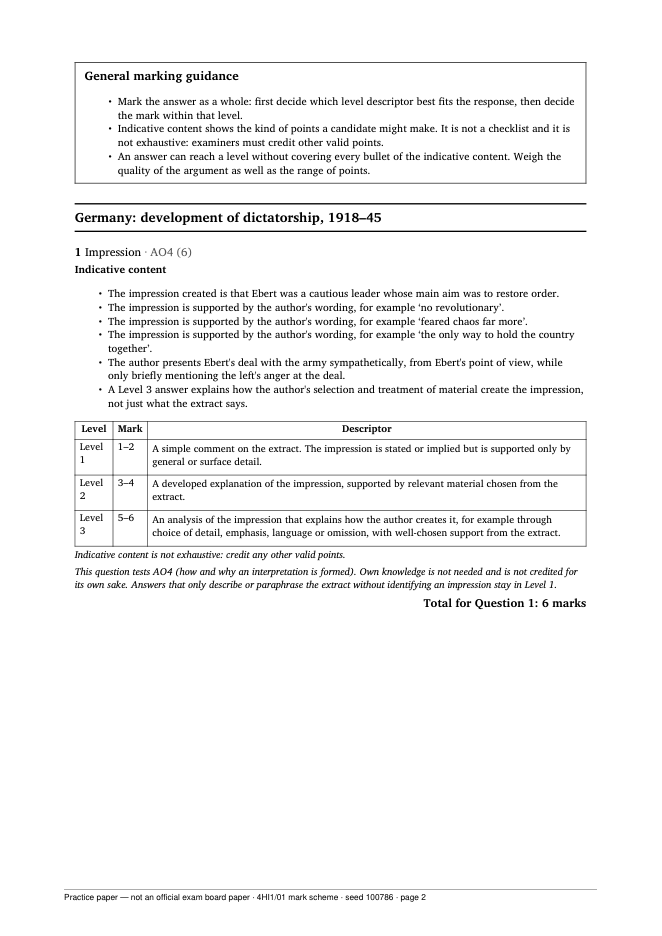 General marking guidance
• Mark the answer as a whole: first decide which level descriptor best fits the response, then decide
the mark within that level.
• Indicative content shows the kind of points a candidate might make. It is not a checklist and it is
not exhaustive: examiners must credit other valid points.
• An answer can reach a level without covering every bullet of the indicative content. Weigh the
quality of the argument as well as the range of points.
Germany: development of dictatorship, 1918–45
1 Impression · AO4 (6)
Indicative content
• The impression created is that Ebert was a cautious leader whose main aim was to restore order.
• The impression is supported by the author's wording, for example ‘no revolutionary’.
• The impression is supported by the author's wording, for example ‘feared chaos far more’.
• The impression is supported by the author's wording, for example ‘the only way to hold the country
together’.
• The author presents Ebert's deal with the army sympathetically, from Ebert's point of view, while
only briefly mentioning the left's anger at the deal.
• A Level 3 answer explains how the author's selection and treatment of material create the impression,
not just what the extract says.
Level Mark Descriptor
Level 1–2 A simple comment on the extract. The impression is stated or implied but is supported only by
1 general or surface detail.
Level 3–4 A developed explanation of the impression, supported by relevant material chosen from the
2 extract.
Level 5–6 An analysis of the impression that explains how the author creates it, for example through
3 choice of detail, emphasis, language or omission, with well-chosen support from the extract.
Indicative content is not exhaustive: credit any other valid points.
This question tests AO4 (how and why an interpretation is formed). Own knowledge is not needed and is not credited for
its own sake. Answers that only describe or paraphrase the extract without identifying an impression stay in Level 1.
Total for Question 1: 6 marks
Practice paper — not an official exam board paper · 4HI1/01 mark scheme · seed 100786 · page 2